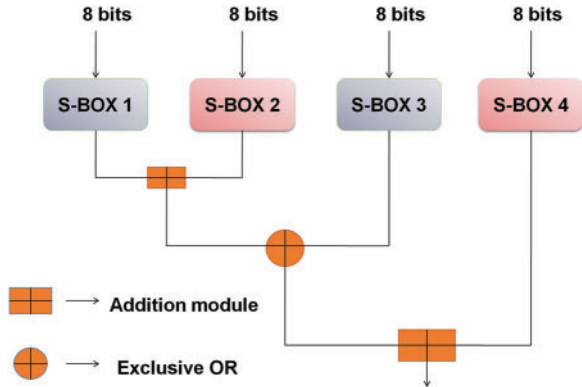 8 bits 8 bits 8 bits 8 bits
S-BOX 1 S-BOX 2 S-BOX 3 S-BOX 4
Addition module
Exclusive OR